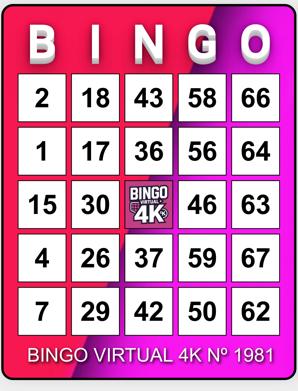 BINGO
2 18 43 58 66
1 17 36 56 64
15 30 BINGO VIRTUAL 4K 46 63
4 26 37 59 67
7 29 42 50 62
BINGO VIRTUAL 4K Nº 1981